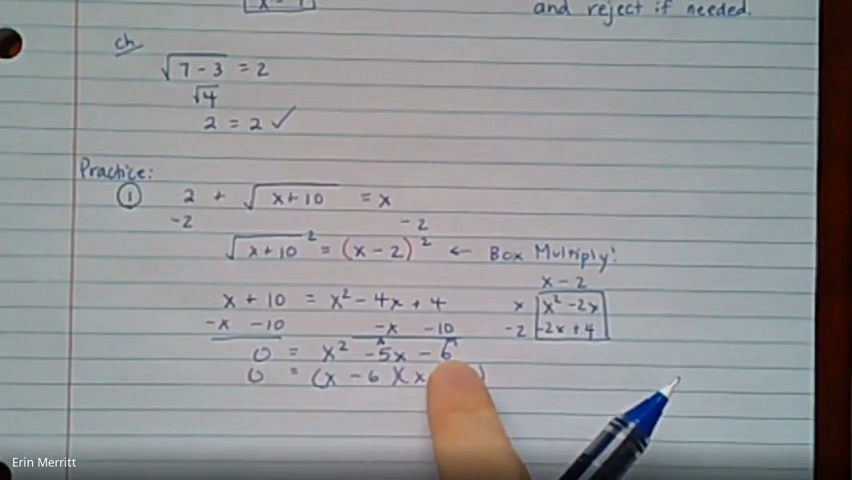 and reject if needed.
ch
√7 - 3 = 2
√4
2 = 2 ✓
Practice:
① 2 + √x+10 = x
-2 -2
√x+10² = (x-2)² ← Box Multiply!
x - 2
x + 10 = x² - 4x + 4 x x² -2x
-x -10 -x -10 -2 -2x +4
0 = x² - 5x - 6
0 = (x - 6)(x )
Erin Merritt